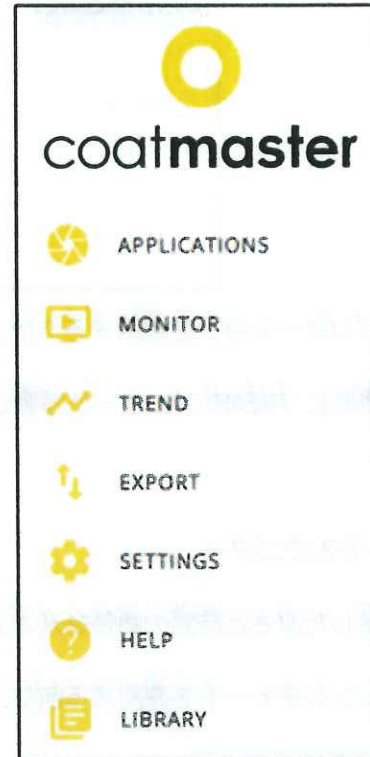 coatmaster
APPLICATIONS
MONITOR
TREND
EXPORT
SETTINGS
HELP
LIBRARY